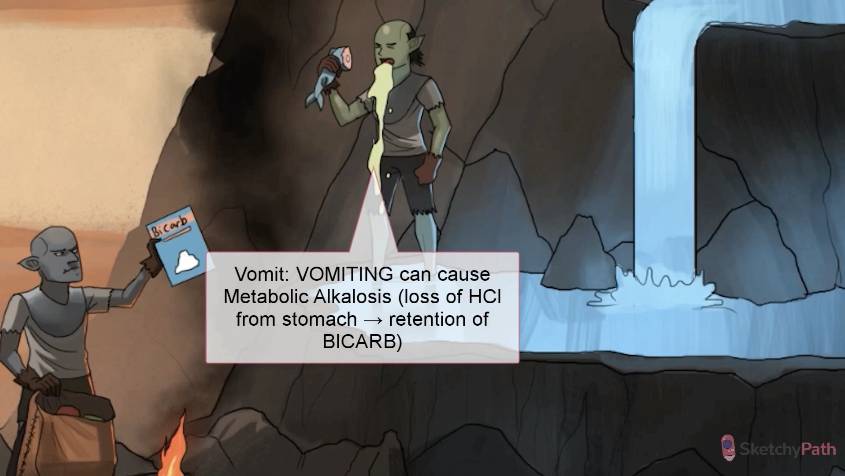 Bicarb
Vomit: VOMITING can cause
Metabolic Alkalosis (loss of HCl
from stomach → retention of
BICARB)
SketchyPath